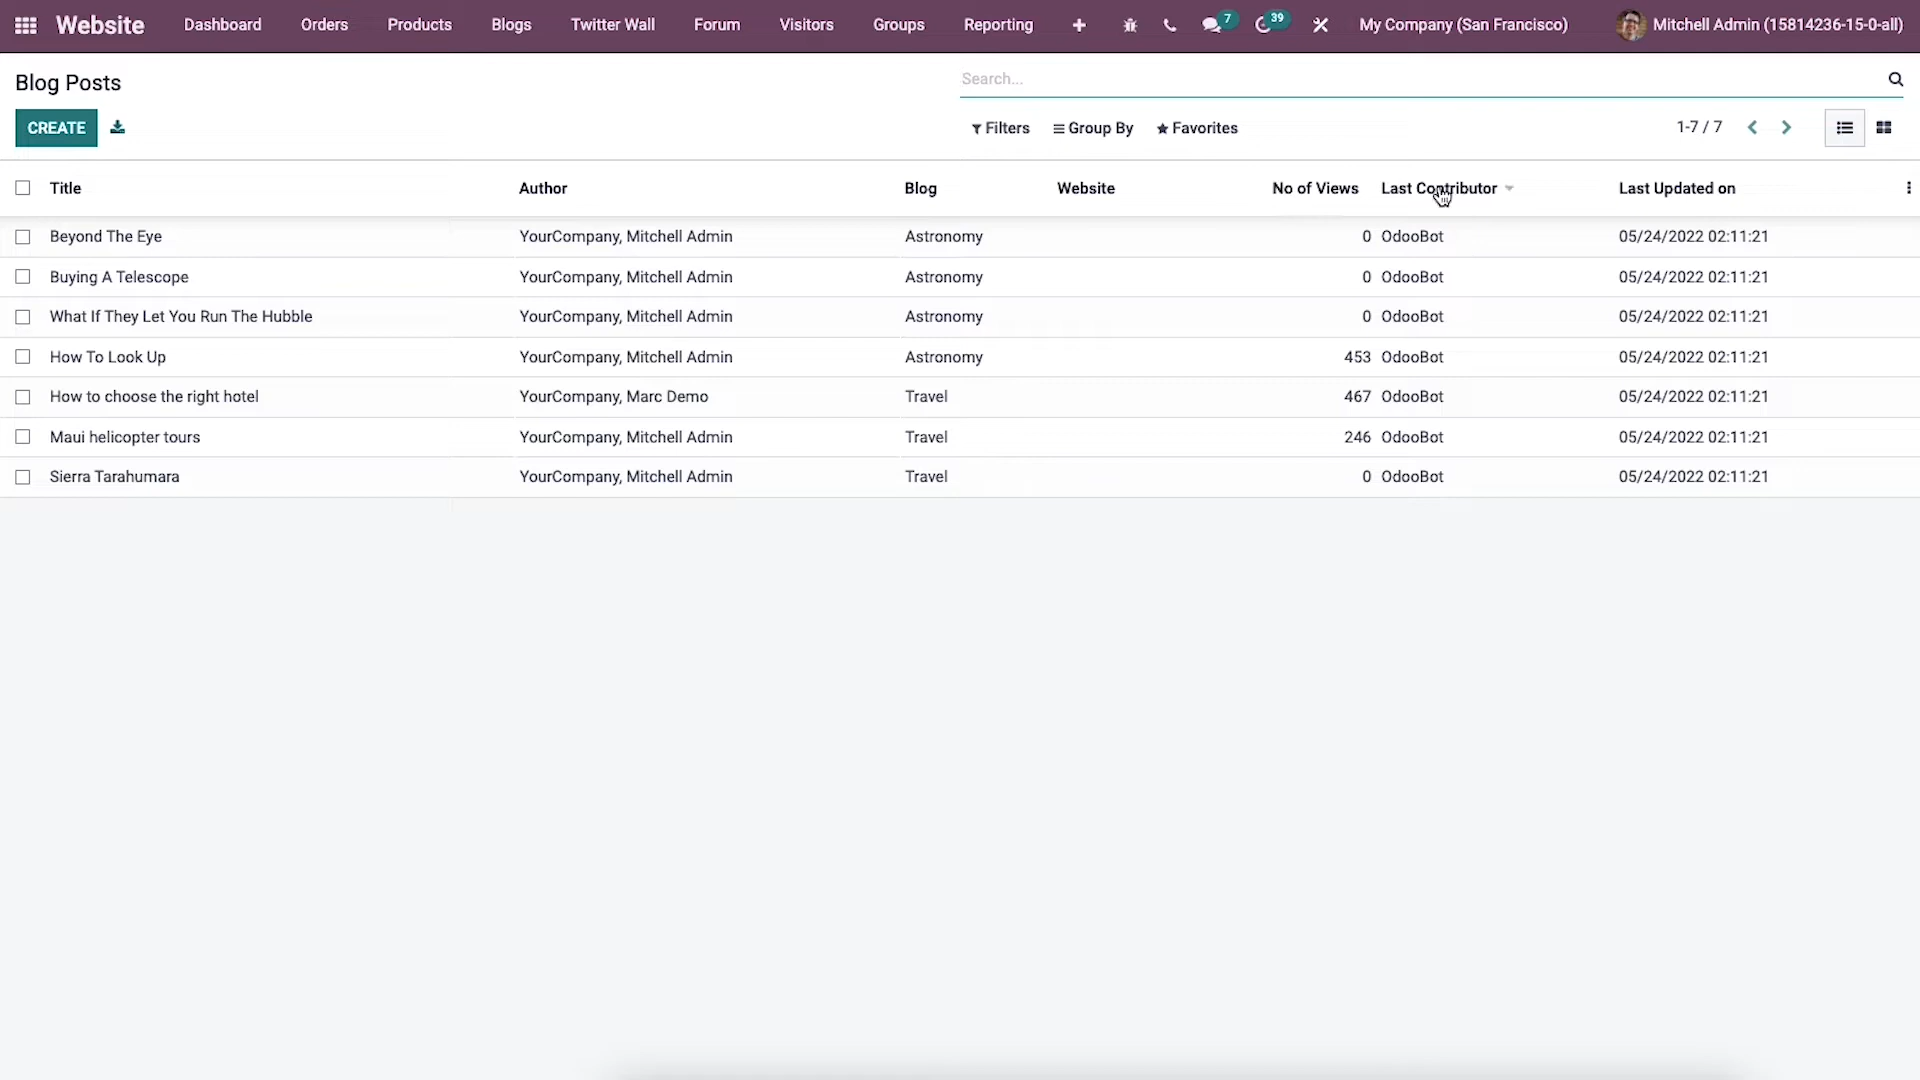 Website Dashboard Orders Products Blogs Twitter Wall Forum Visitors Groups Reporting 7 39 My Company (San Francisco) Mitchell Admin (15814236-15-0-all)
Blog Posts Search...
CREATE Filters Group By Favorites 1-7 / 7
Title Author Blog Website No of Views Last Contributor Last Updated on
Beyond The Eye YourCompany, Mitchell Admin Astronomy 0 OdooBot 05/24/2022 02:11:21
Buying A Telescope YourCompany, Mitchell Admin Astronomy 0 OdooBot 05/24/2022 02:11:21
What If They Let You Run The Hubble YourCompany, Mitchell Admin Astronomy 0 OdooBot 05/24/2022 02:11:21
How To Look Up YourCompany, Mitchell Admin Astronomy 453 OdooBot 05/24/2022 02:11:21
How to choose the right hotel YourCompany, Marc Demo Travel 467 OdooBot 05/24/2022 02:11:21
Maui helicopter tours YourCompany, Mitchell Admin Travel 246 OdooBot 05/24/2022 02:11:21
Sierra Tarahumara YourCompany, Mitchell Admin Travel 0 OdooBot 05/24/2022 02:11:21